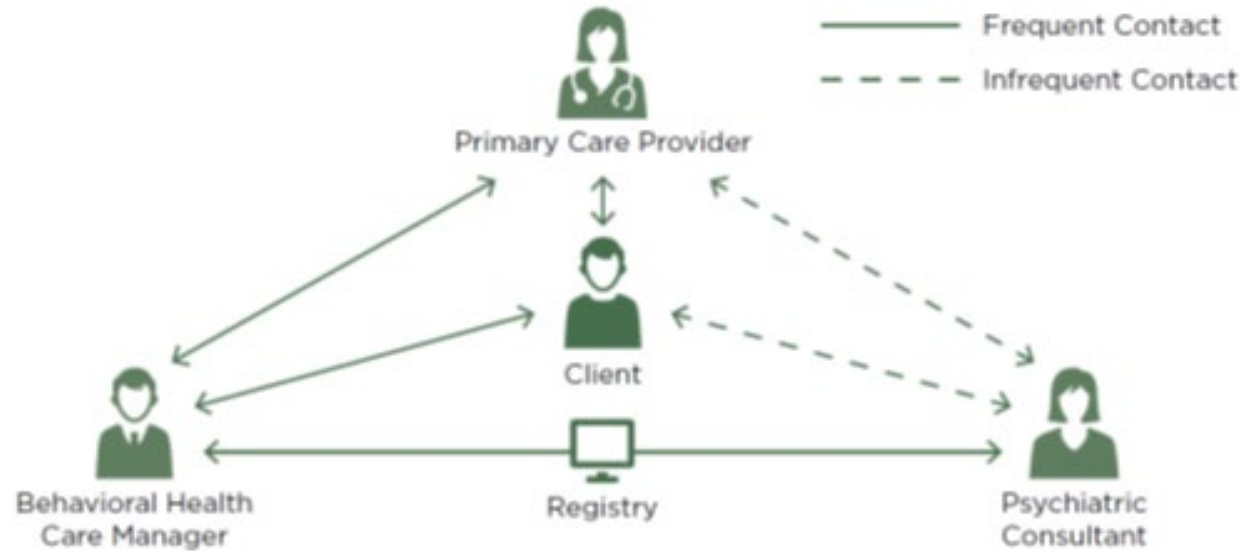 Frequent Contact
Infrequent Contact
Primary Care Provider
Client
Behavioral Health
Care Manager
Registry
Psychiatric
Consultant